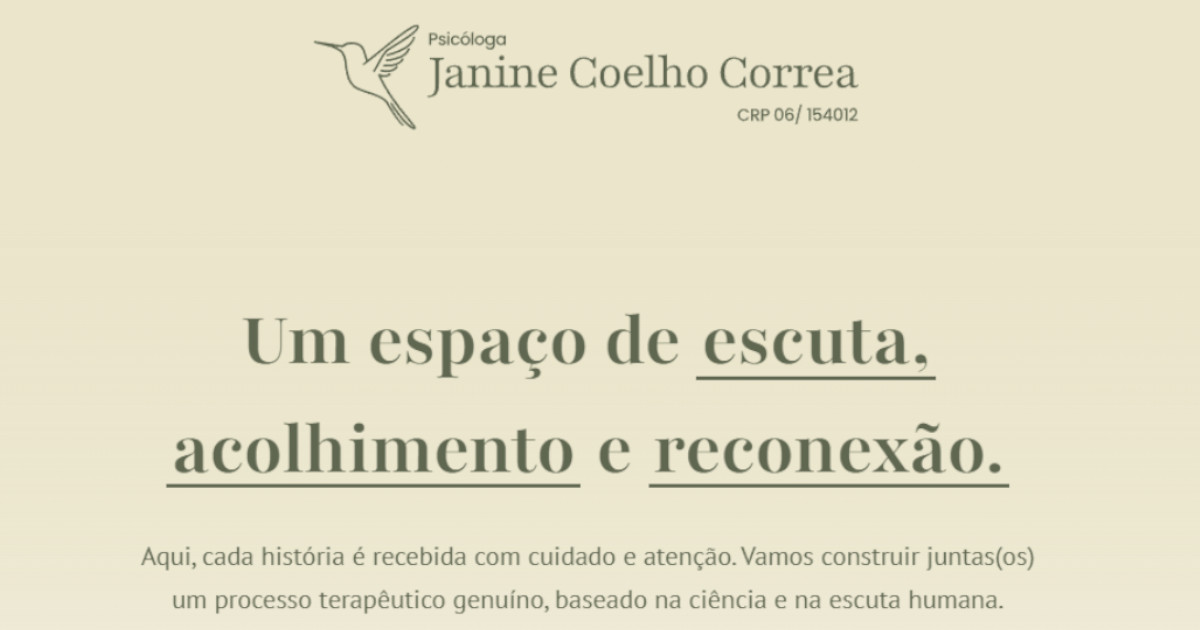 Psicóloga
Janine Coelho Correa
CRP 06/ 154012
Um espaço de escuta,
acolhimento e reconexão.
Aqui, cada história é recebida com cuidado e atenção. Vamos construir juntas(os)
um processo terapêutico genuíno, baseado na ciência e na escuta humana.